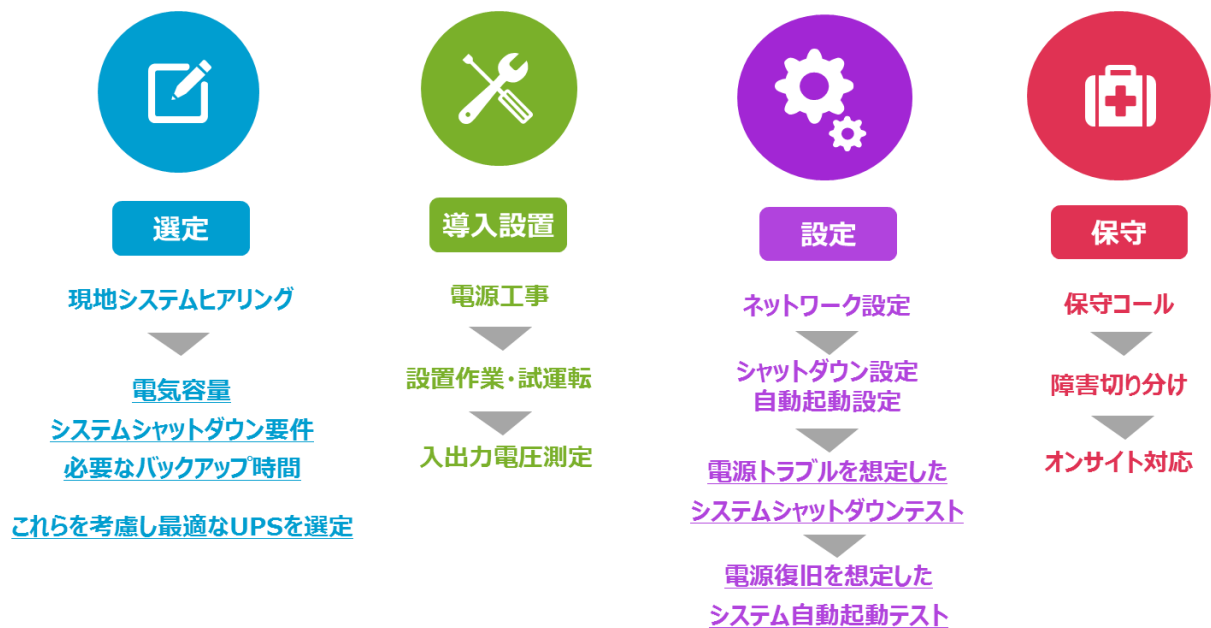 選定
現地システムヒアリング
電気容量
システムシャットダウン要件
必要なバックアップ時間
これらを考慮し最適なUPSを選定
導入設置
電源工事
設置作業・試運転
入出力電圧測定
設定
ネットワーク設定
シャットダウン設定
自動起動設定
電源トラブルを想定した
システムシャットダウンテスト
電源復旧を想定した
システム自動起動テスト
保守
保守コール
障害切り分け
オンサイト対応